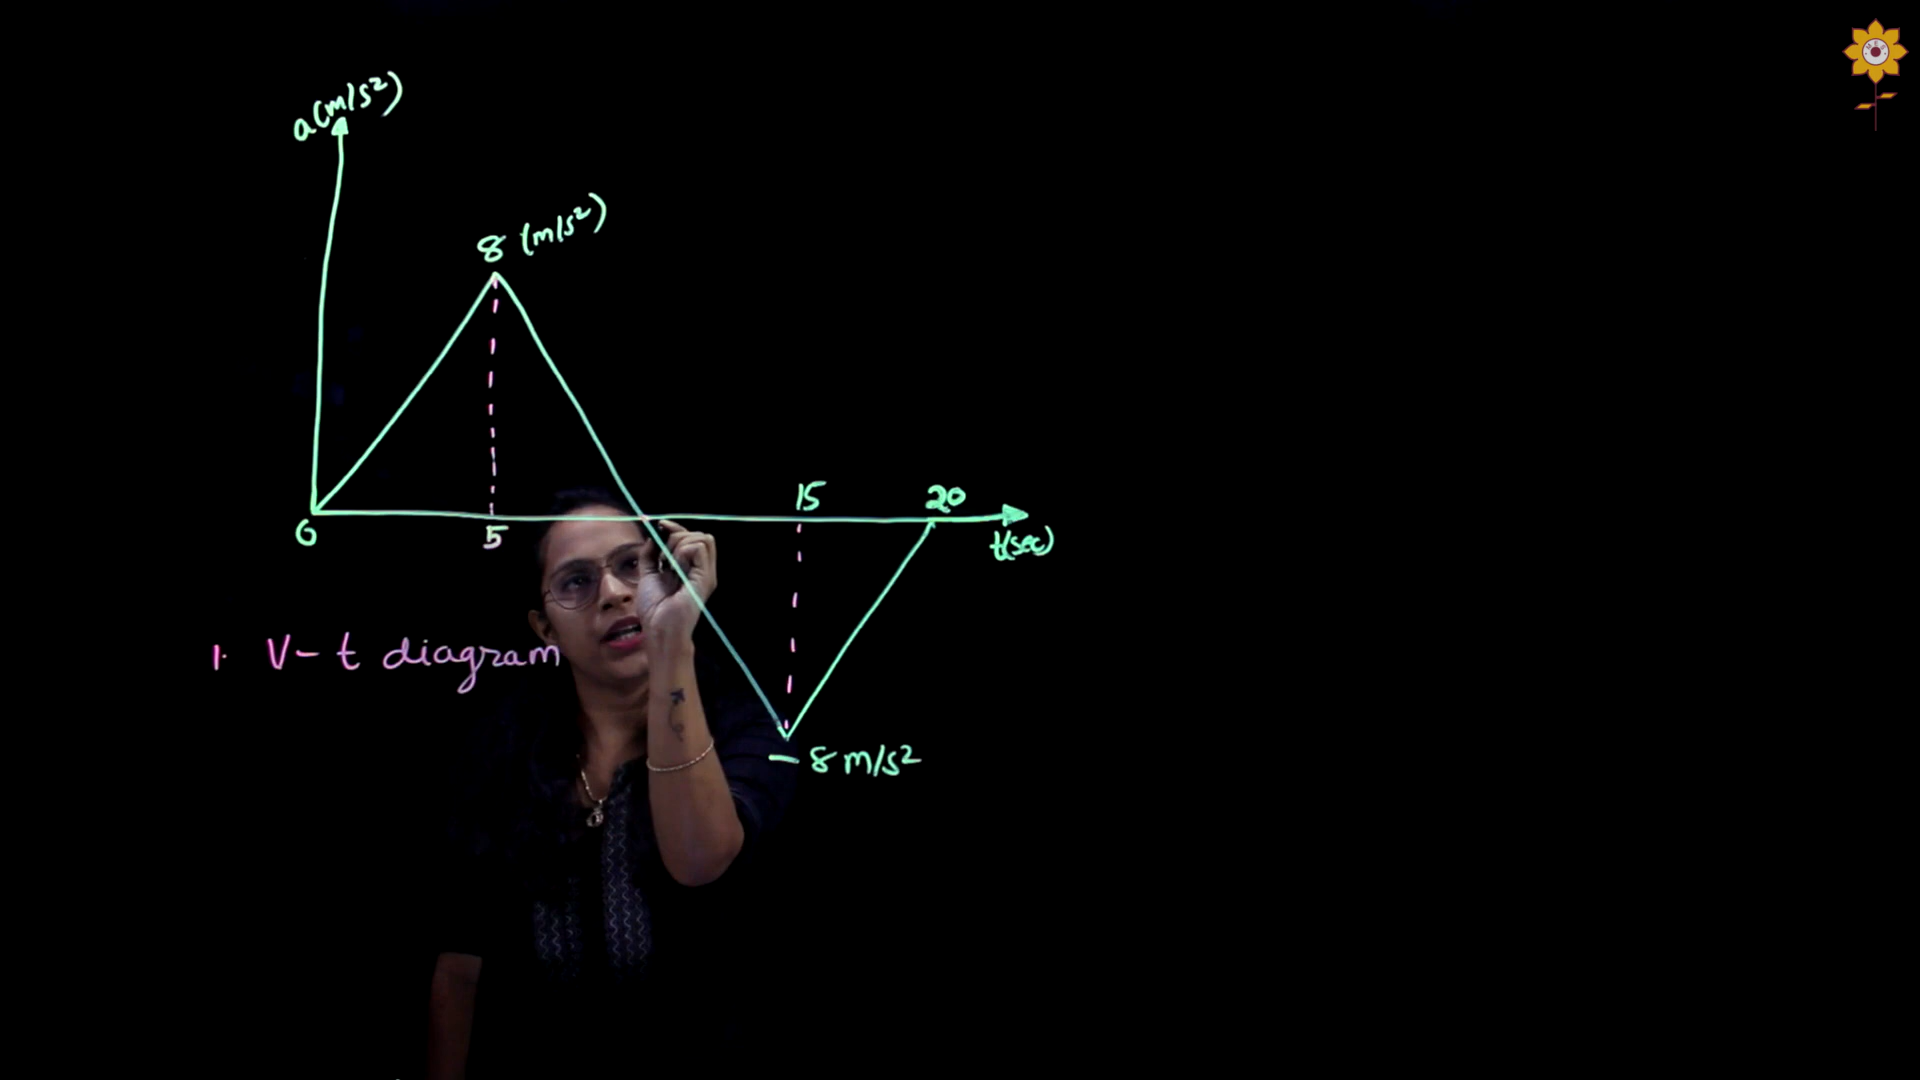 a(m/s²)
8 (m/s²)
0
5
15
20
t(sec)
1. V-t diagram
-8 m/s²